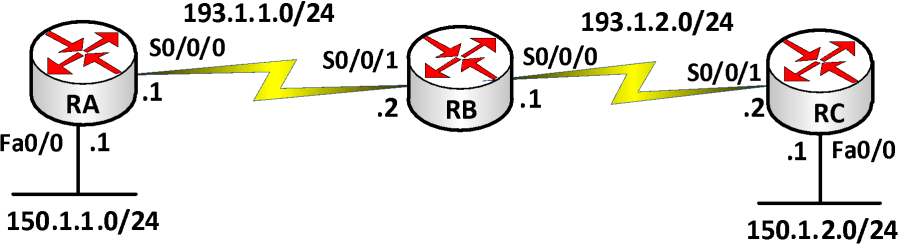 193.1.1.0/24
193.1.2.0/24
S0/0/0
S0/0/1
S0/0/0
S0/0/1
RA
.1
.2
RB
.1
.2
RC
Fa0/0
.1
.1
Fa0/0
150.1.1.0/24
150.1.2.0/24